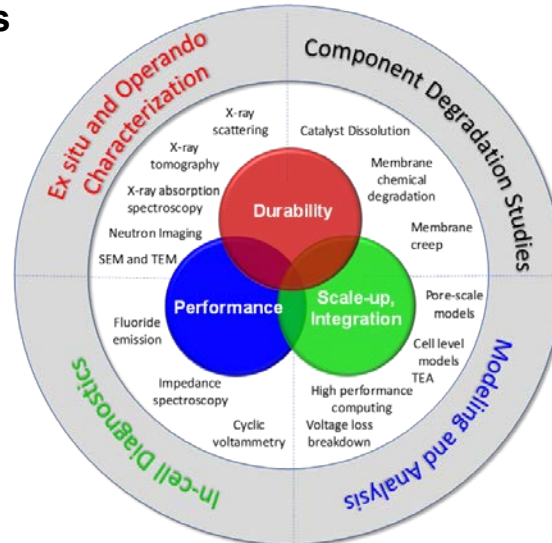 s
Ex situ and Operando
Characterization
Component Degradation Studies
X-ray
scattering
X-ray
tomography
X-ray absorption
spectroscopy
Neutron Imaging
SEM and TEM
Catalyst Dissolution
Membrane
chemical
degradation
Membrane
creep
Durability
Performance
Scale-up,
Integration
Fluoride
emission
Impedance
spectroscopy
Cyclic
voltammetry
Pore-scale
models
Cell level
models
TEA
High performance
computing
Voltage loss
breakdown
In-cell Diagnostics
Modeling and Analysis